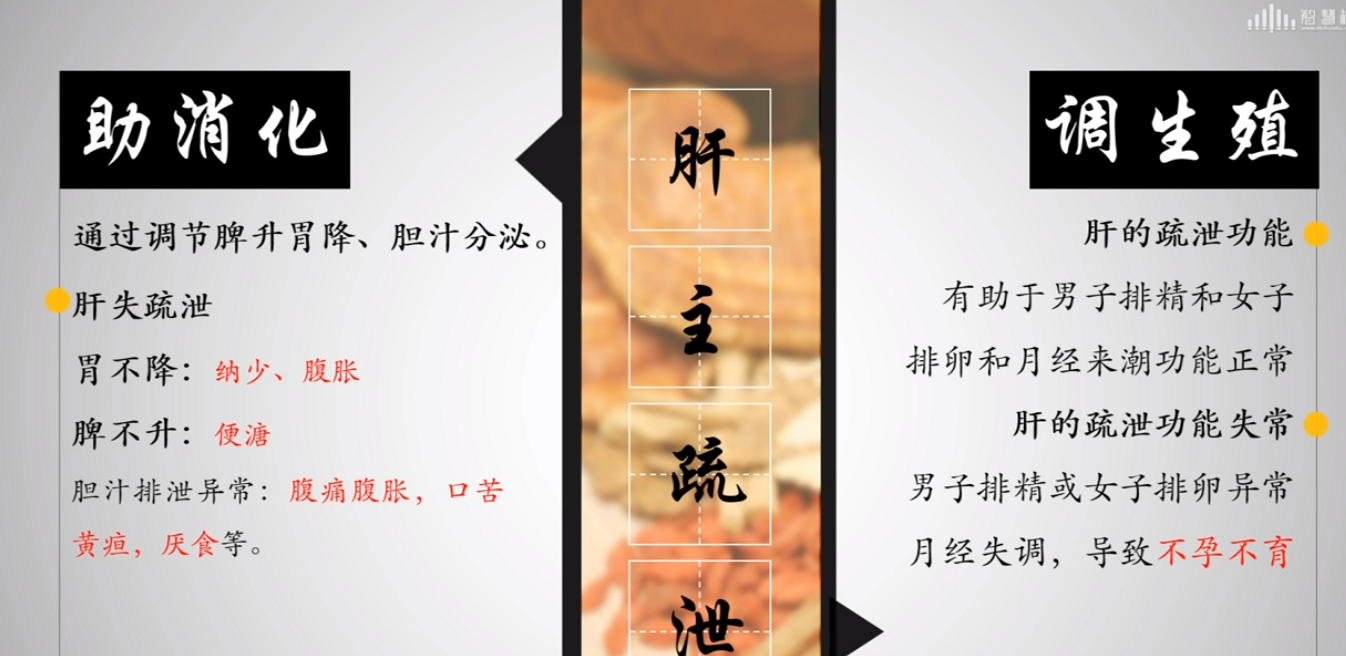 智慧
助消化
通过调节脾升胃降、胆汁分泌。
肝失疏泄
胃不降：纳少、腹胀
脾不升：便溏
胆汁排泄异常：腹痛腹胀，口苦
黄疸，厌食等。
肝
主
疏
泄
调生殖
肝的疏泄功能
有助于男子排精和女子
排卵和月经来潮功能正常
肝的疏泄功能失常
男子排精或女子排卵异常
月经失调，导致不孕不育